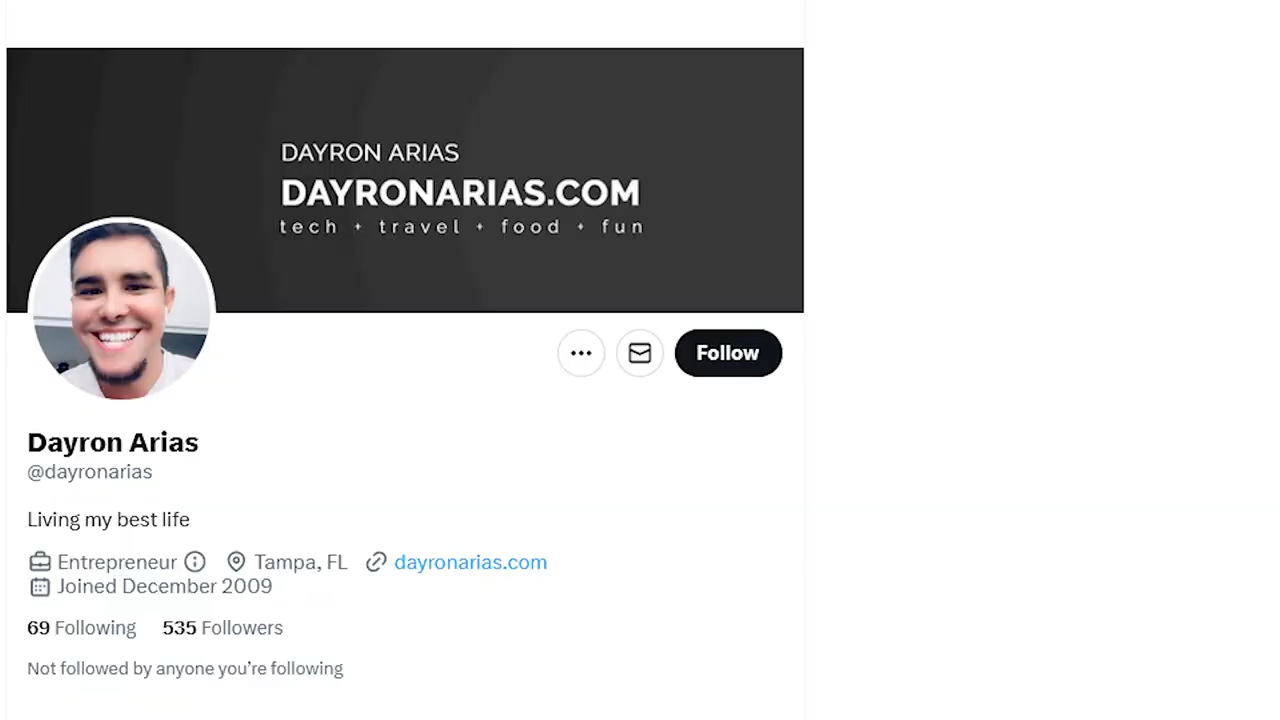 DAYRON ARIAS
DAYRONARIAS.COM
tech + travel + food + fun
Follow
Dayron Arias
@dayronarias
Living my best life
Entrepreneur Tampa, FL dayronarias.com
Joined December 2009
69 Following 535 Followers
Not followed by anyone you’re following